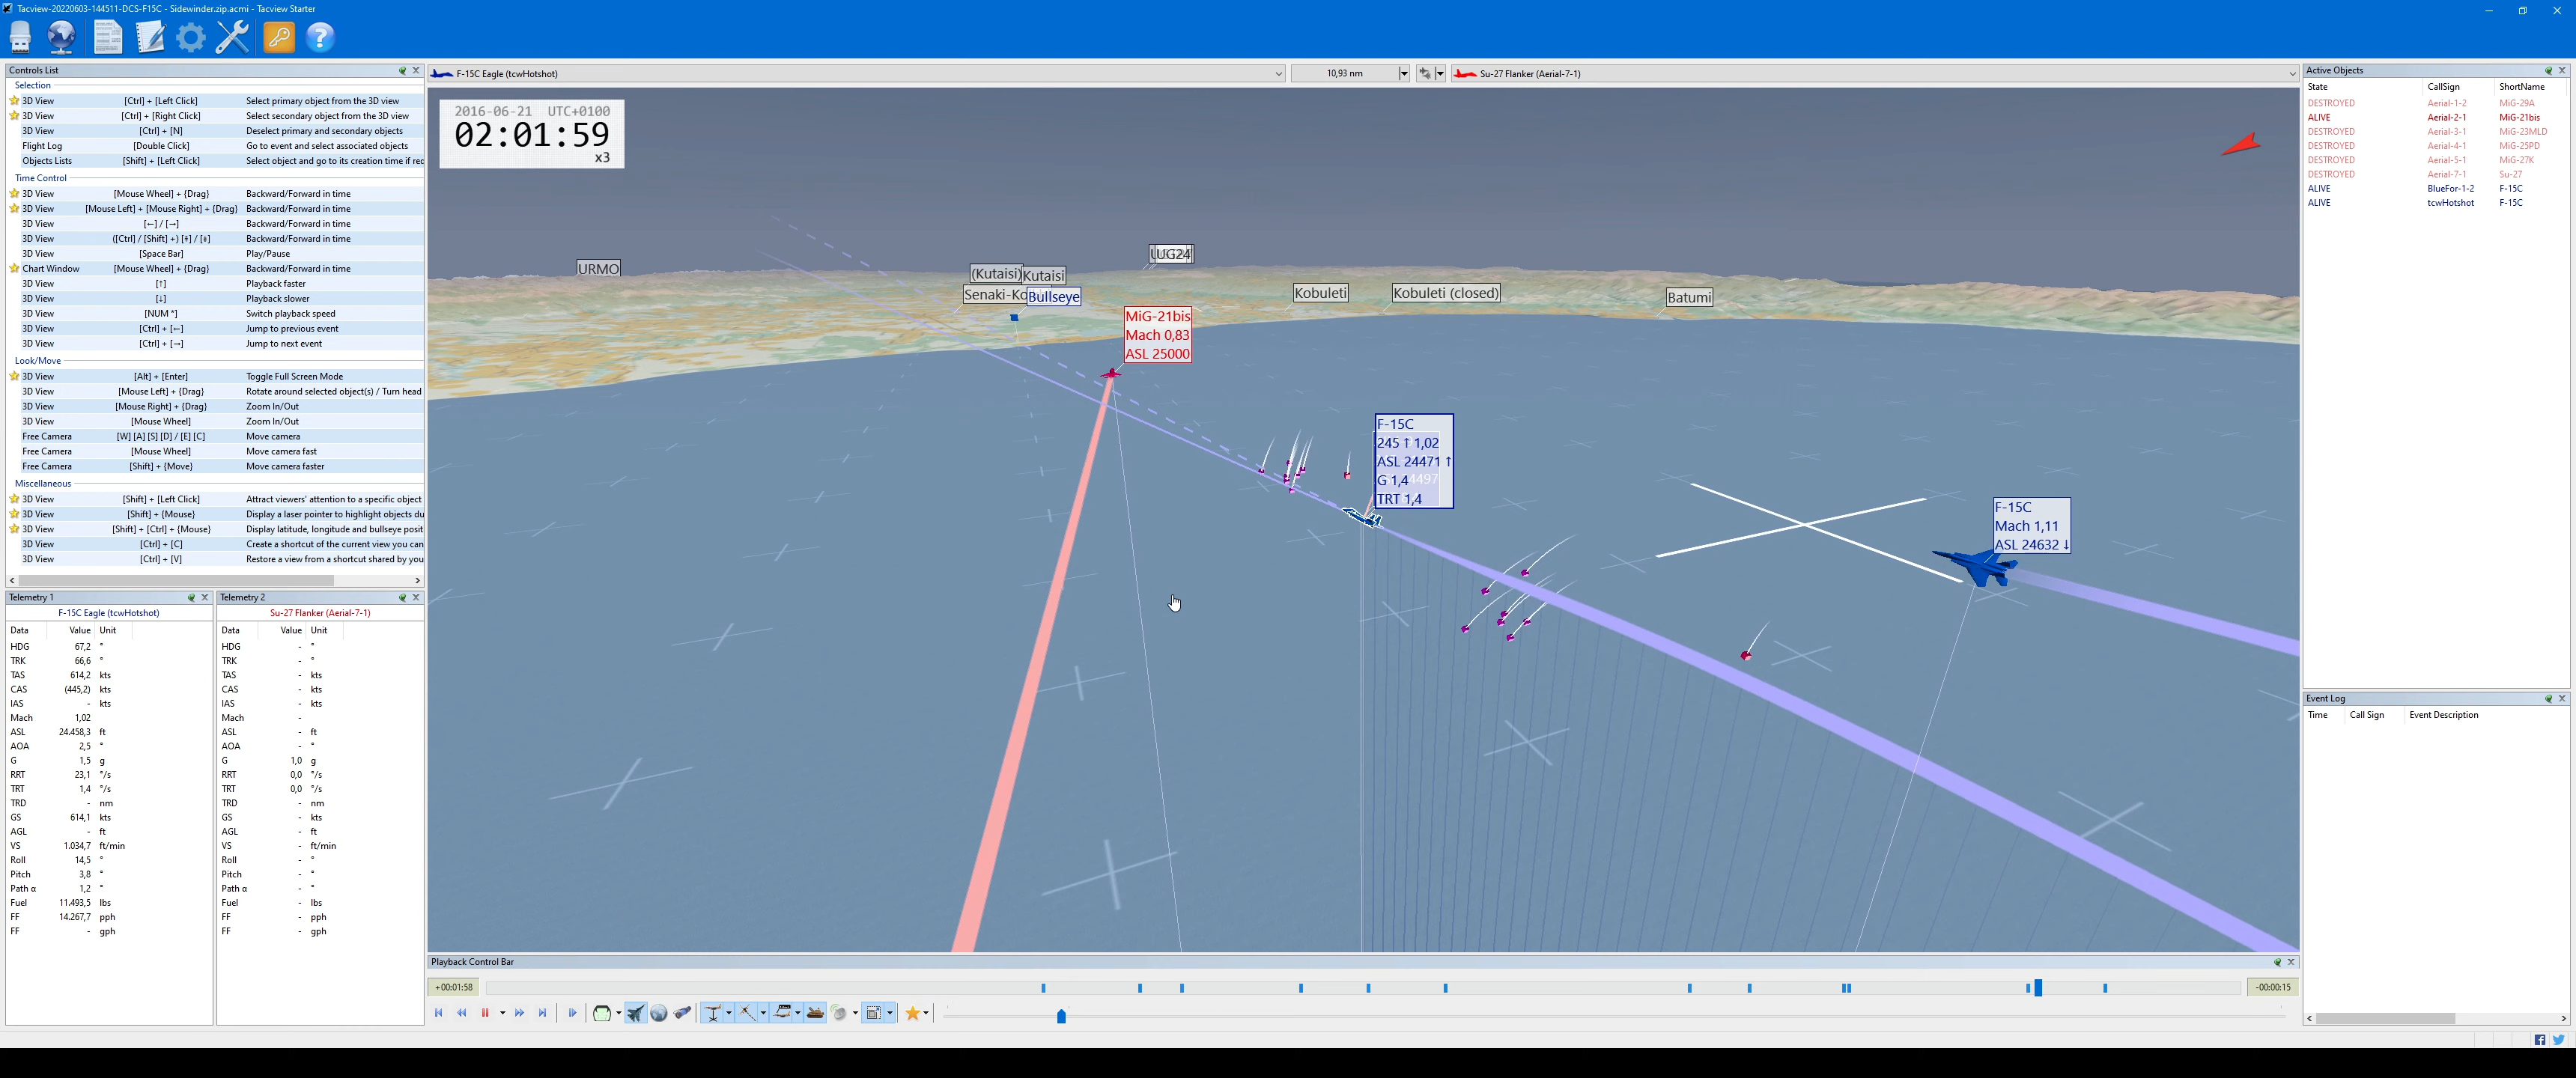 Tacview-20220603-144511-DCS-F15C - Sidewinder.zip.acmi - Tacview Starter
Controls List
Selection
3D View [Ctrl] + [Left Click] Select primary object from the 3D view
3D View [Ctrl] + [Right Click] Select secondary object from the 3D view
3D View [Ctrl] + [N] Deselect primary and secondary objects
Flight Log [Double Click] Go to event and select associated objects
Objects Lists [Shift] + [Left Click] Select object and go to its creation time if rec
Time Control
3D View [Mouse Wheel] + {Drag} Backward/Forward in time
3D View [Mouse Left] + [Mouse Right] + {Drag} Backward/Forward in time
3D View [←] / [→] Backward/Forward in time
3D View Backward/Forward in time
3D View [Space Bar] Play/Pause
Chart Window [Mouse Wheel] + {Drag} Backward/Forward in time
3D View [↑] Playback faster
3D View [↓] Playback slower
3D View [NUM *] Switch playback speed
3D View [Ctrl] + [←] Jump to previous event
3D View [Ctrl] + [→] Jump to next event
Look/Move
3D View [Alt] + [Enter] Toggle Full Screen Mode
3D View [Mouse Left] + {Drag} Rotate around selected object(s) / Turn head
3D View [Mouse Right] + {Drag} Zoom In/Out
3D View [Mouse Wheel] Zoom In/Out
Free Camera [W] [A] [S] [D] / [E] [C] Move camera
Free Camera [Mouse Wheel] Move camera fast
Free Camera [Shift] + {Move} Move camera faster
Miscellaneous
3D View [Shift] + [Left Click] Attract viewers' attention to a specific object
3D View [Shift] + {Mouse} Display a laser pointer to highlight objects du
3D View [Shift] + [Ctrl] + {Mouse} Display latitude, longitude and bullseye posit
3D View [Ctrl] + [C] Create a shortcut of the current view you can
3D View [Ctrl] + [V] Restore a view from a shortcut shared by you
Telemetry 1
F-15C Eagle (tcwHotshot)
Data Value Unit
HDG 67,2 °
TRK 66,6 °
TAS 614,2 kts
CAS (445,2) kts
IAS - kts
Mach 1,02
ASL 24.458,3 ft
AOA 2,5 °
G 1,5 g
RRT 23,1 °/s
TRT 1,4 °/s
TRD - nm
GS 614,1 kts
AGL - ft
VS 1.034,7 ft/min
Roll 14,5 °
Pitch 3,8 °
Path α 1,2 °
Fuel 11.493,5 lbs
FF 14.267,7 pph
FF - gph
Telemetry 2
Su-27 Flanker (Aerial-7-1)
Data Value Unit
HDG - °
TRK - °
TAS - kts
CAS - kts
IAS - kts
Mach -
ASL - ft
AOA - °
G 1,0 g
RRT 0,0 °/s
TRT 0,0 °/s
TRD - nm
GS - kts
AGL - ft
VS - ft/min
Roll - °
Pitch - °
Path α - °
Fuel - lbs
FF - pph
FF - gph
F-15C Eagle (tcwHotshot)
10,93 nm
Su-27 Flanker (Aerial-7-1)
2016-06-21 UTC+0100
02:01:59
x3
URMO
(Kutaisi)
Kutaisi
Senaki-Ko
Bullseye
UG24
Kobuleti
Kobuleti (closed)
Batumi
MiG-21bis
Mach 0,83
ASL 25000
F-15C
245 ↑ 1,02
ASL 24471 ↑
G 1,4
TRT 1,4
F-15C
Mach 1,11
ASL 24632 ↓
Playback Control Bar
+00:01:58
-00:00:15
Active Objects
State CallSign ShortName
DESTROYED Aerial-1-2 MiG-29A
ALIVE Aerial-2-1 MiG-21bis
DESTROYED Aerial-3-1 MiG-23MLD
DESTROYED Aerial-4-1 MiG-25PD
DESTROYED Aerial-5-1 MiG-27K
DESTROYED Aerial-7-1 Su-27
ALIVE BlueFor-1-2 F-15C
ALIVE tcwHotshot F-15C
Event Log
Time Call Sign Event Description